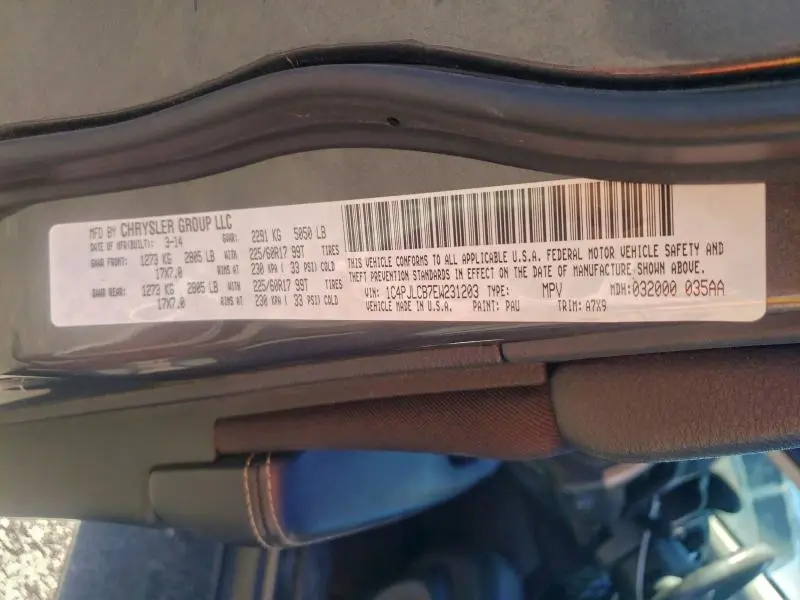 MFD BY CHRYSLER GROUP LLC
DATE OF MFG(BUILT): 3-14 GVWR: 2291 KG 5050 LB
GAWR FRONT: 1273 KG 2805 LB WITH 225/60R17 99T TIRES
17X7.0 RIMS AT 230 KPA ( 33 PSI) COLD
GAWR REAR: 1273 KG 2805 LB WITH 225/60R17 99T TIRES
17X7.0 RIMS AT 230 KPA ( 33 PSI) COLD
THIS VEHICLE CONFORMS TO ALL APPLICABLE U.S.A. FEDERAL MOTOR VEHICLE SAFETY AND
THEFT PREVENTION STANDARDS IN EFFECT ON THE DATE OF MANUFACTURE SHOWN ABOVE.
VIN: 1C4PJLCB7EW231203 TYPE: MPV MDH: 032000 035AA
VEHICLE MADE IN U.S.A. PAINT: PAU TRIM: A7X9